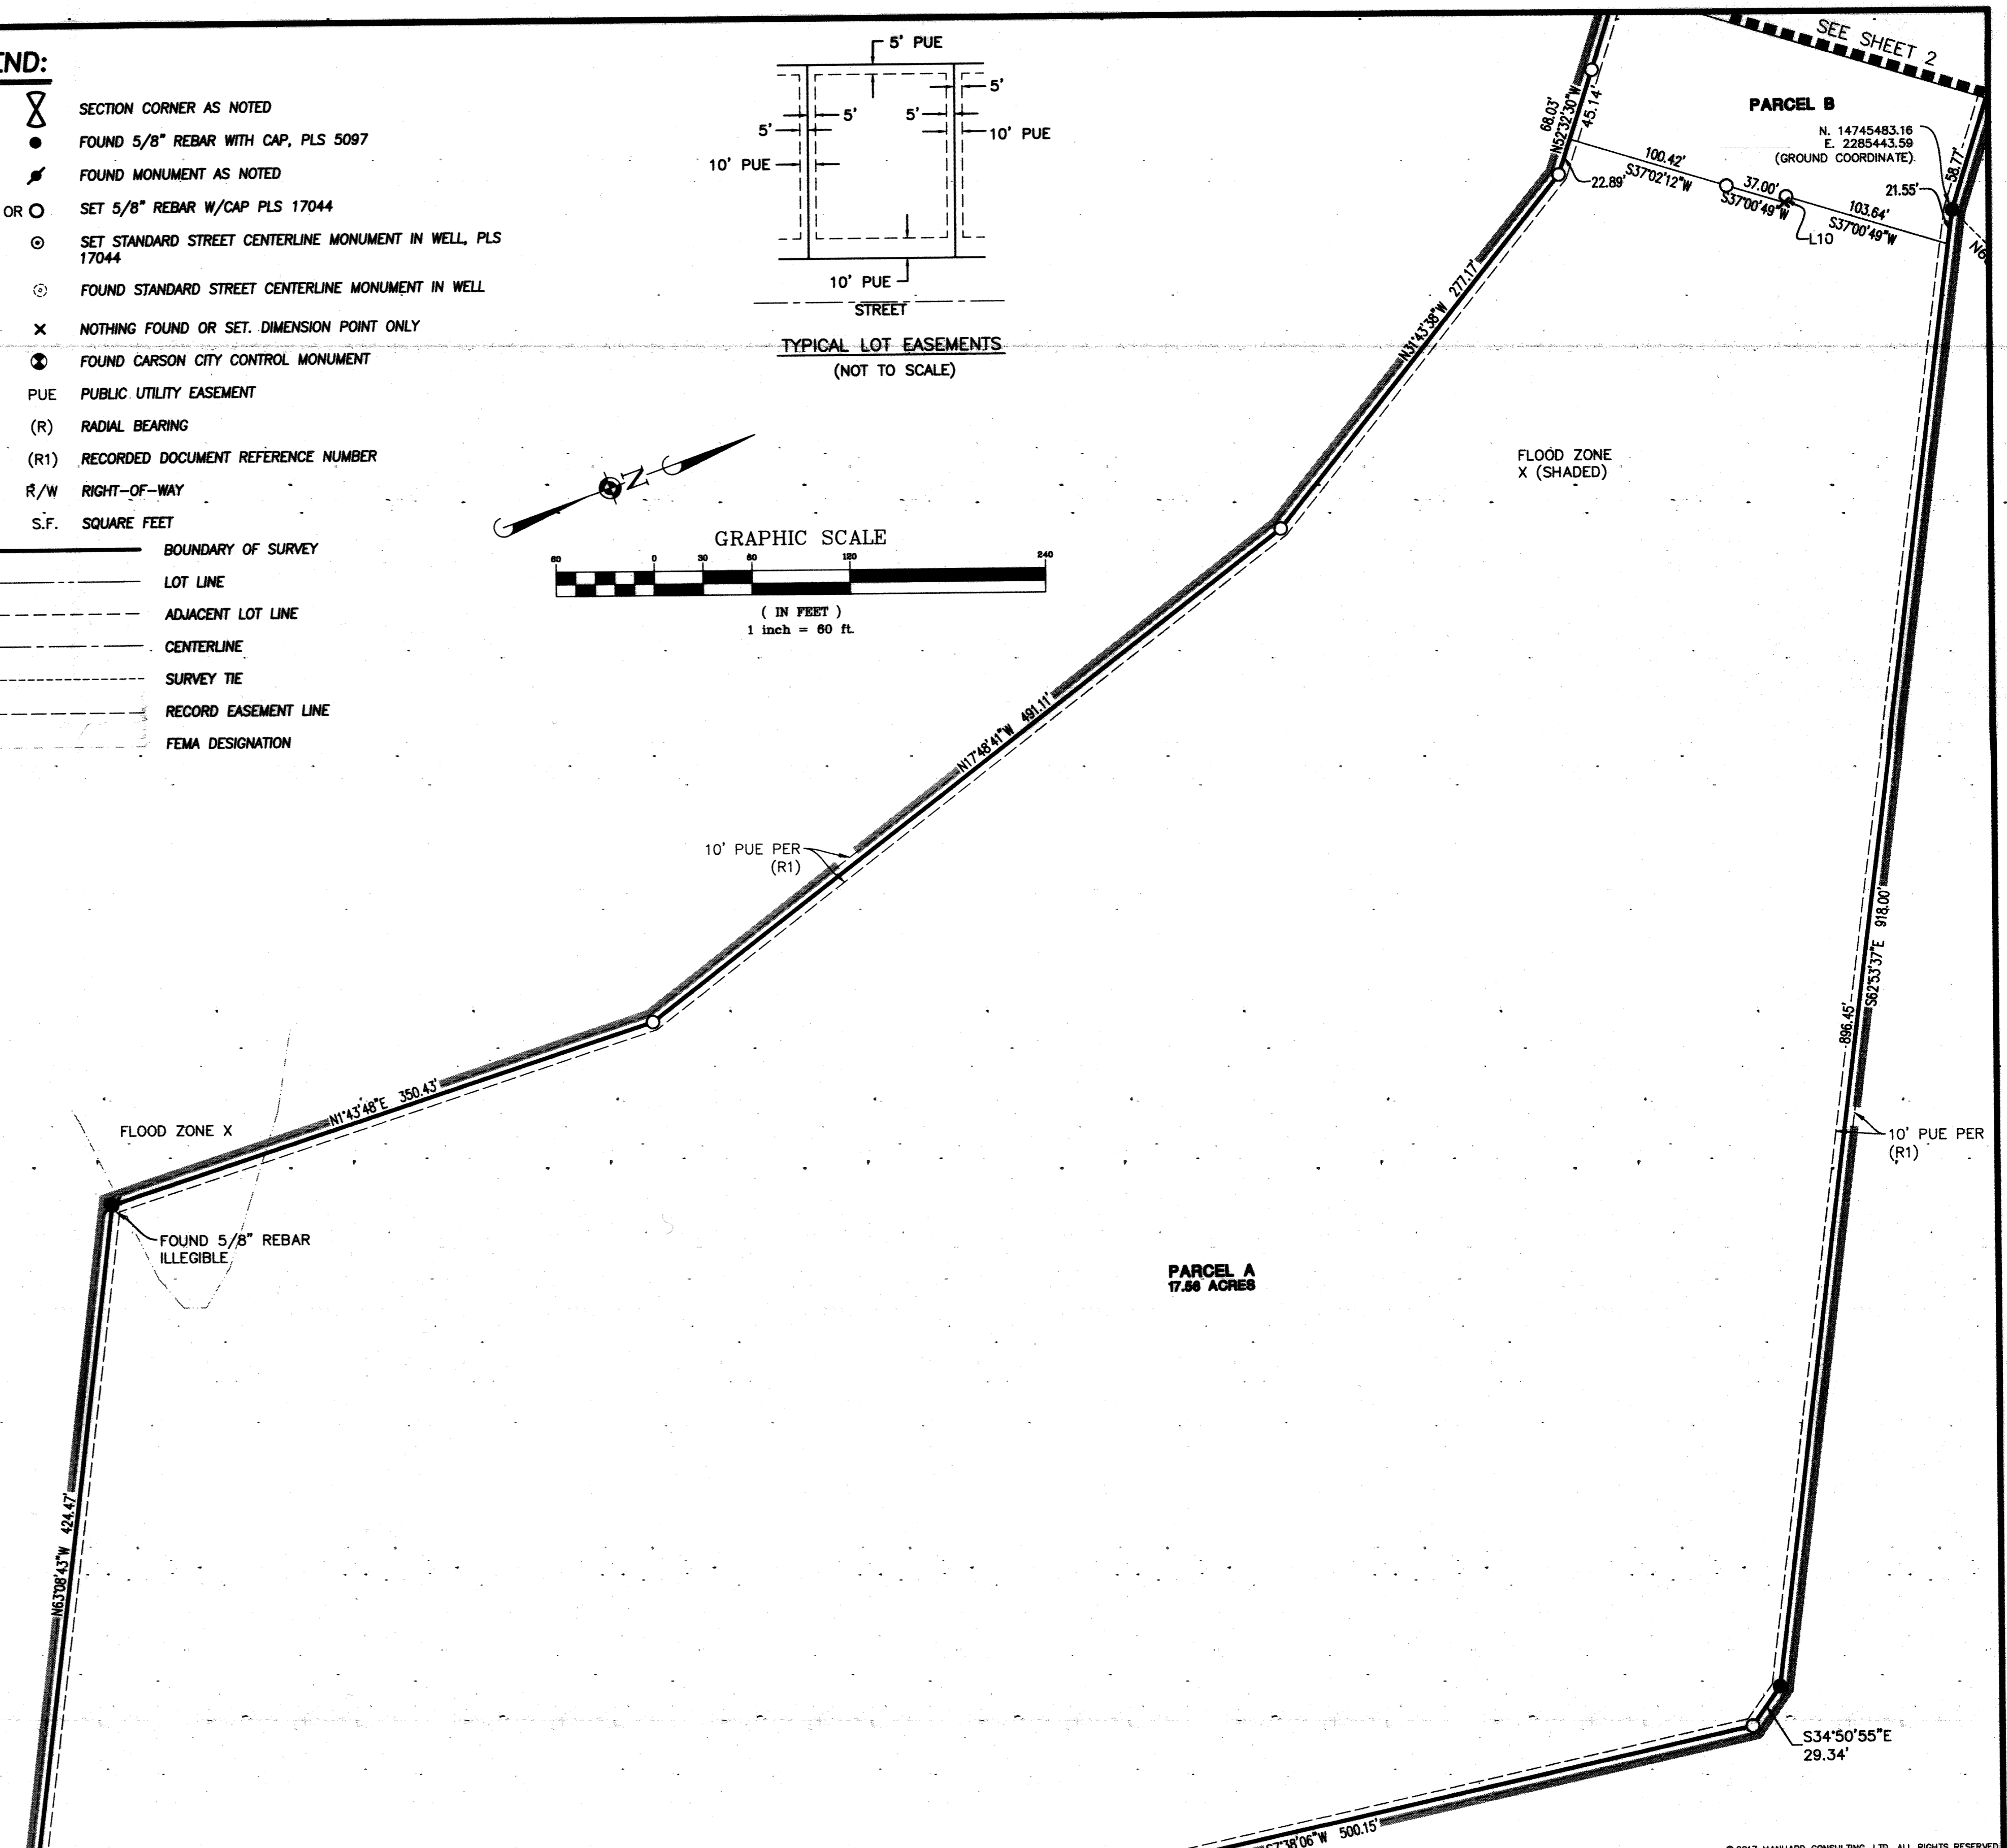 END:
SECTION CORNER AS NOTED
FOUND 5/8" REBAR WITH CAP, PLS 5097
FOUND MONUMENT AS NOTED
OR
SET 5/8" REBAR W/CAP PLS 17044
SET STANDARD STREET CENTERLINE MONUMENT IN WELL, PLS
17044
FOUND STANDARD STREET CENTERLINE MONUMENT IN WELL
NOTHING FOUND OR SET. DIMENSION POINT ONLY
FOUND CARSON CITY CONTROL MONUMENT
PUE PUBLIC UTILITY EASEMENT
(R) RADIAL BEARING
(R1) RECORDED DOCUMENT REFERENCE NUMBER
R/W RIGHT-OF-WAY
S.F. SQUARE FEET
BOUNDARY OF SURVEY
LOT LINE
ADJACENT LOT LINE
CENTERLINE
SURVEY TIE
RECORD EASEMENT LINE
FEMA DESIGNATION
5' PUE
5'
5'
5'
5'
10' PUE
10' PUE
10' PUE
STREET
TYPICAL LOT EASEMENTS
(NOT TO SCALE)
N
GRAPHIC SCALE
60 0 30 60 120 240
( IN FEET )
1 inch = 60 ft.
SEE SHEET 2
PARCEL B
N. 14745483.16
E. 2285443.59
(GROUND COORDINATE)
68.03'
N52°32'30"W
45.14'
100.42'
S37°02'12"W
22.89'
37.00'
S37°00'49"W
L10
103.64'
S37°00'49"W
21.55'
58.77'
N31°43'38"W 277.17'
FLOOD ZONE
X (SHADED)
N17°48'41"W 491.11'
10' PUE PER
(R1)
S62°53'37"E 918.00'
896.45'
10' PUE PER
(R1)
N1°43'48"E 350.43'
FLOOD ZONE X
FOUND 5/8" REBAR
ILLEGIBLE
PARCEL A
17.56 ACRES
N63°08'43"W 424.47'
S34°50'55"E
29.34'
S7°38'06"W 500.15'
© 2017 MANHARD CONSULTING, LTD. ALL RIGHTS RESERVED